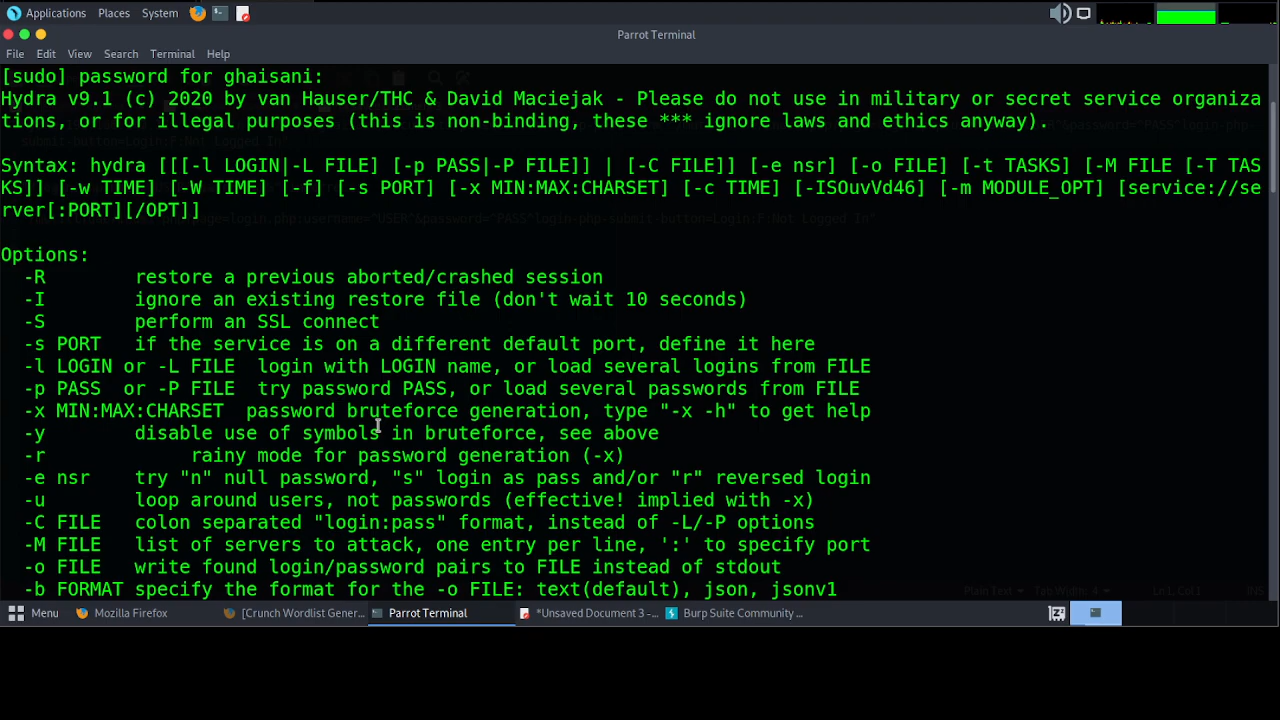 Applications Places System
Parrot Terminal
File Edit View Search Terminal Help
[sudo] password for ghaisani:
Hydra v9.1 (c) 2020 by van Hauser/THC & David Maciejak - Please do not use in military or secret service organiza
tions, or for illegal purposes (this is non-binding, these *** ignore laws and ethics anyway).
Syntax: hydra [[[-l LOGIN|-L FILE] [-p PASS|-P FILE]] | [-C FILE]] [-e nsr] [-o FILE] [-t TASKS] [-M FILE [-T TAS
KS]] [-w TIME] [-W TIME] [-f] [-s PORT] [-x MIN:MAX:CHARSET] [-c TIME] [-ISOuvVd46] [-m MODULE_OPT] [service://se
rver[:PORT][/OPT]]
Options:
-R restore a previous aborted/crashed session
-I ignore an existing restore file (don't wait 10 seconds)
-S perform an SSL connect
-s PORT if the service is on a different default port, define it here
-l LOGIN or -L FILE login with LOGIN name, or load several logins from FILE
-p PASS or -P FILE try password PASS, or load several passwords from FILE
-x MIN:MAX:CHARSET password bruteforce generation, type "-x -h" to get help
-y disable use of symbols in bruteforce, see above
-r rainy mode for password generation (-x)
-e nsr try "n" null password, "s" login as pass and/or "r" reversed login
-u loop around users, not passwords (effective! implied with -x)
-C FILE colon separated "login:pass" format, instead of -L/-P options
-M FILE list of servers to attack, one entry per line, ':' to specify port
-o FILE write found login/password pairs to FILE instead of stdout
-b FORMAT specify the format for the -o FILE: text(default), json, jsonv1
Plain Text Tab Width: 4 Ln 1, Col 1 INS
Menu Mozilla Firefox [Crunch Wordlist Gener... Parrot Terminal *Unsaved Document 3 -... Burp Suite Community ...